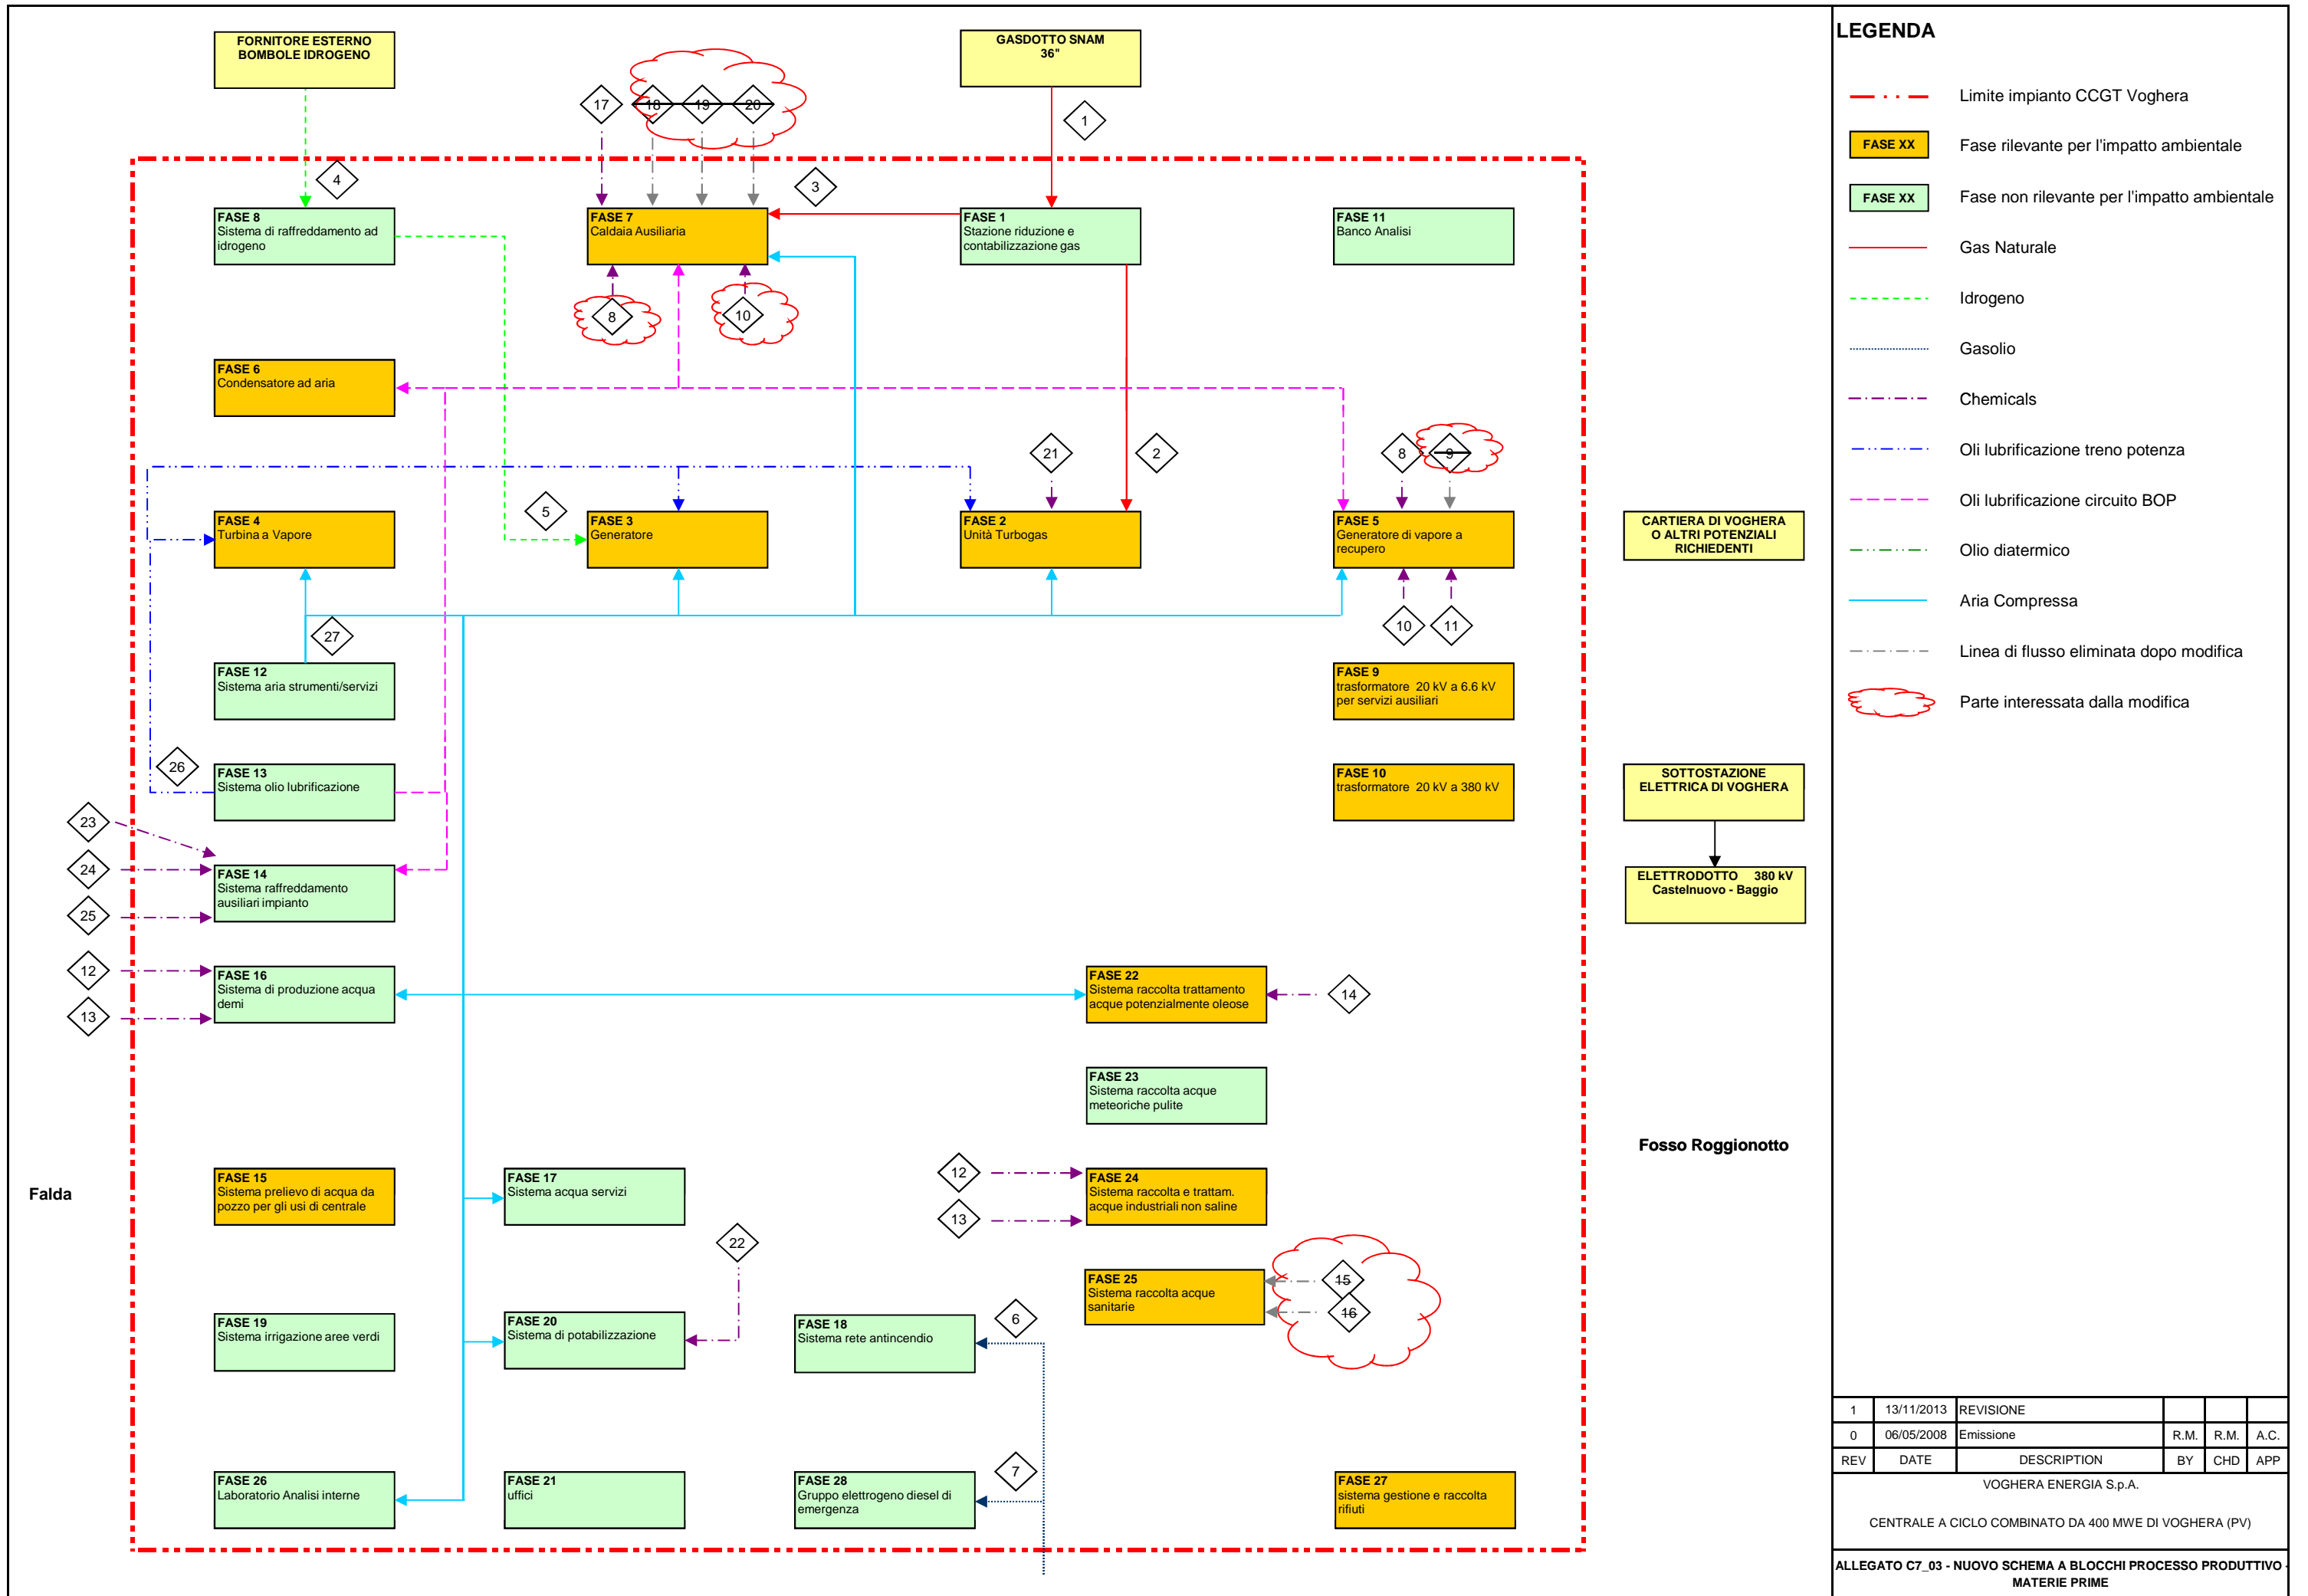 FORNITORE ESTERNO
BOMBOLE IDROGENO
GASDOTTO SNAM
36"
17
18
19
20
1
4
3
FASE 8
Sistema di raffreddamento ad
idrogeno
FASE 7
Caldaia Ausiliaria
FASE 1
Stazione riduzione e
contabilizzazione gas
FASE 11
Banco Analisi
8
10
FASE 6
Condensatore ad aria
21
2
8
9
5
FASE 4
Turbina a Vapore
FASE 3
Generatore
FASE 2
Unità Turbogas
FASE 5
Generatore di vapore a
recupero
CARTIERA DI VOGHERA
O ALTRI POTENZIALI
RICHIEDENTI
27
10
11
FASE 12
Sistema aria strumenti/servizi
FASE 9
trasformatore 20 kV a 6.6 kV
per servizi ausiliari
26
FASE 13
Sistema olio lubrificazione
FASE 10
trasformatore 20 kV a 380 kV
SOTTOSTAZIONE
ELETTRICA DI VOGHERA
23
24
25
FASE 14
Sistema raffreddamento
ausiliari impianto
ELETTRODOTTO 380 kV
Castelnuovo - Baggio
12
13
FASE 16
Sistema di produzione acqua
demi
FASE 22
Sistema raccolta trattamento
acque potenzialmente oleose
14
FASE 23
Sistema raccolta acque
meteoriche pulite
Fosso Roggionotto
Falda
FASE 15
Sistema prelievo di acqua da
pozzo per gli usi di centrale
FASE 17
Sistema acqua servizi
12
13
FASE 24
Sistema raccolta e trattam.
acque industriali non saline
22
FASE 25
Sistema raccolta acque
sanitarie
15
16
FASE 19
Sistema irrigazione aree verdi
FASE 20
Sistema di potabilizzazione
FASE 18
Sistema rete antincendio
6
7
FASE 26
Laboratorio Analisi interne
FASE 21
uffici
FASE 28
Gruppo elettrogeno diesel di
emergenza
FASE 27
sistema gestione e raccolta
rifiuti
LEGENDA
Limite impianto CCGT Voghera
FASE XX Fase rilevante per l'impatto ambientale
FASE XX Fase non rilevante per l'impatto ambientale
Gas Naturale
Idrogeno
Gasolio
Chemicals
Oli lubrificazione treno potenza
Oli lubrificazione circuito BOP
Olio diatermico
Aria Compressa
Linea di flusso eliminata dopo modifica
Parte interessata dalla modifica
1 13/11/2013 REVISIONE
0 06/05/2008 Emissione R.M. R.M. A.C.
REV DATE DESCRIPTION BY CHD APP
VOGHERA ENERGIA S.p.A.
CENTRALE A CICLO COMBINATO DA 400 MWE DI VOGHERA (PV)
ALLEGATO C7_03 - NUOVO SCHEMA A BLOCCHI PROCESSO PRODUTTIVO -
MATERIE PRIME